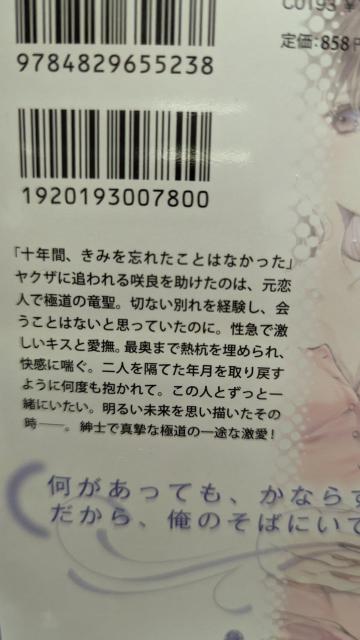 C0193 ¥
定価:858円
9784829655238
1920193007800
「十年間、きみを忘れたことはなかった」
ヤクザに追われる咲良を助けたのは、元恋
人で極道の竜聖。切ない別れを経験し、会
うことはないと思っていたのに。性急で激
しいキスと愛撫。最奥まで熱杭を埋められ、
快感に喘ぐ。二人を隔てた年月を取り戻す
ように何度も抱かれて。この人とずっと一
緒にいたい。明るい未来を思い描いたその
時――。紳士で真摯な極道の一途な激愛！
何があっても、かならず
だから、俺のそばにいて